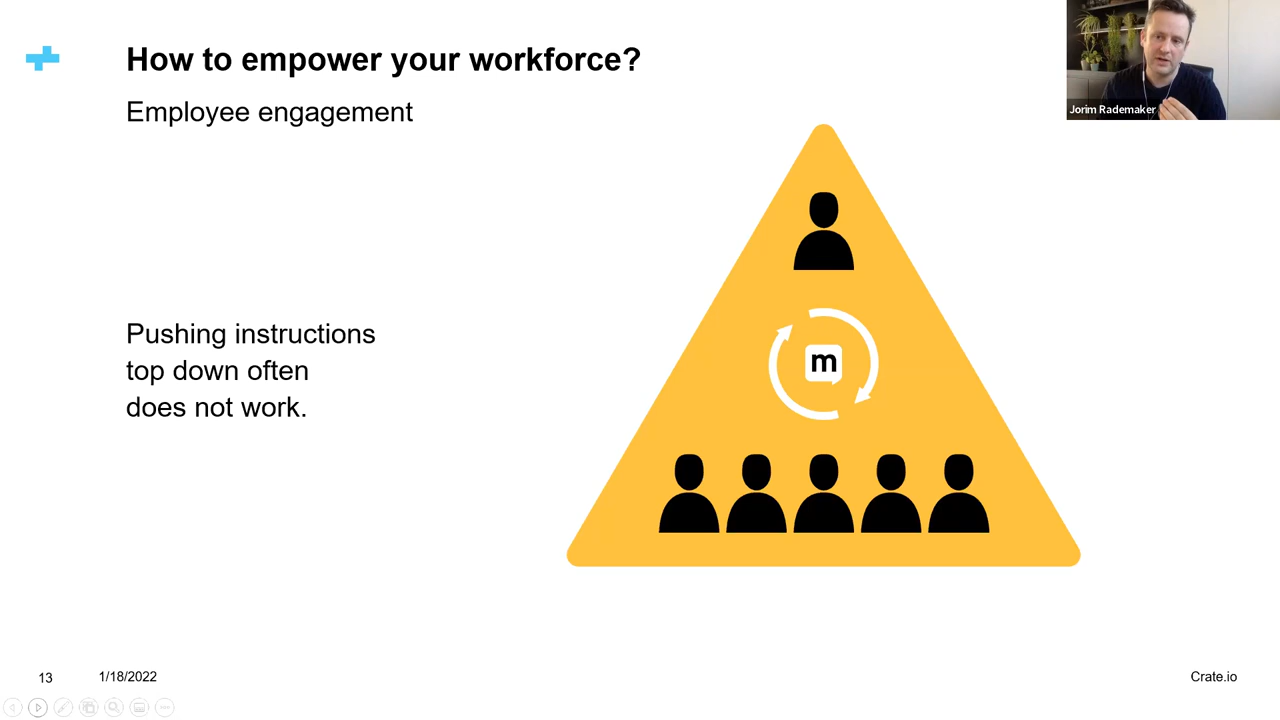 How to empower your workforce?
Employee engagement
Jorim Rademaker
Pushing instructions
top down often
does not work.
m
13
1/18/2022
Crate.io